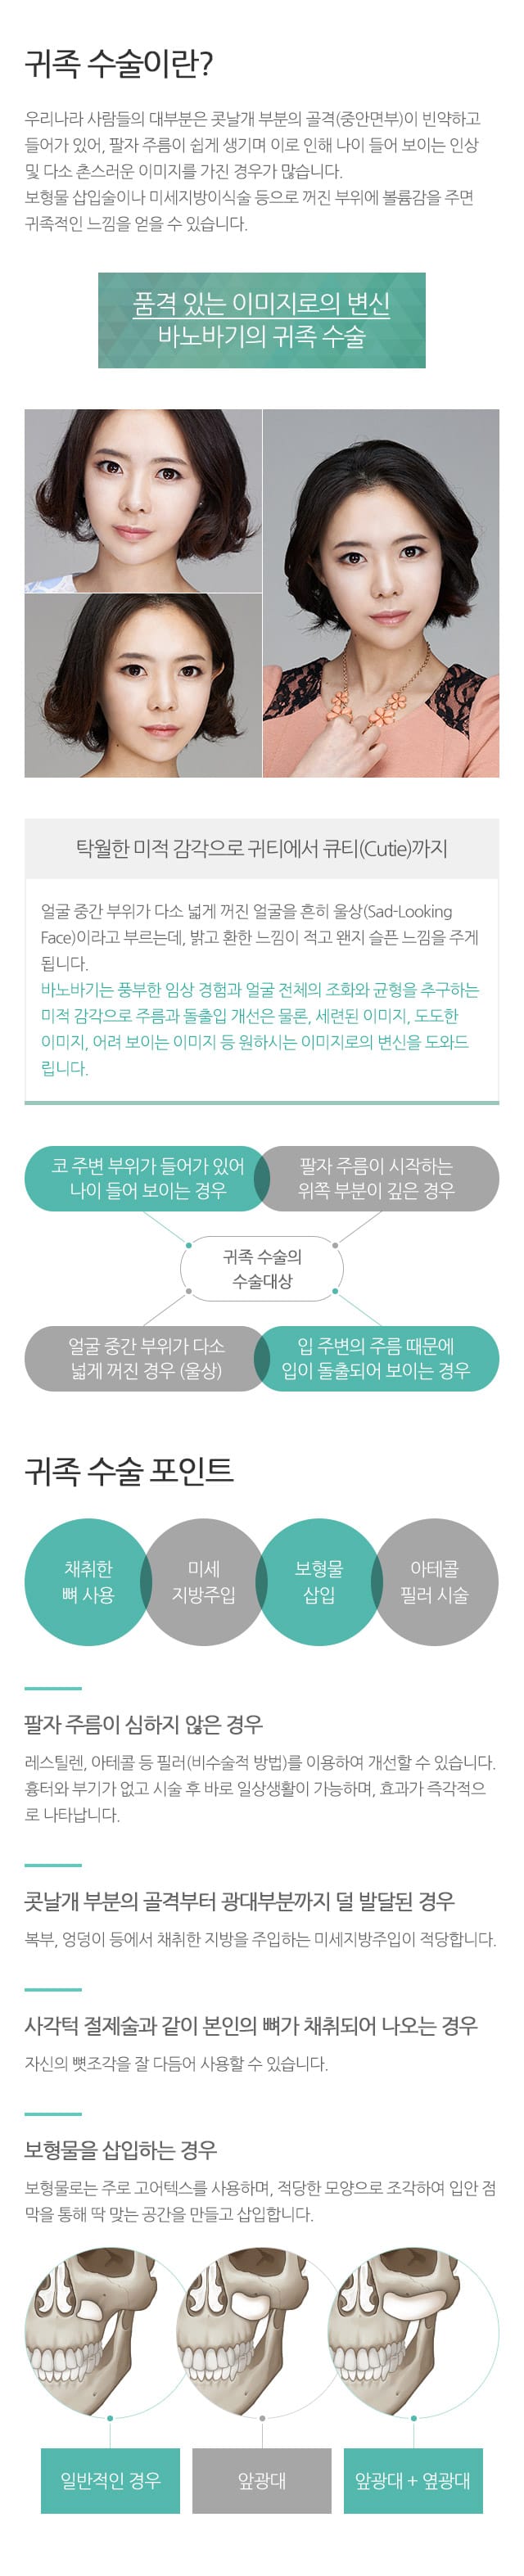 귀족 수술이란?
우리나라 사람들의 대부분은 콧날개 부분의 골격(중안면부)이 빈약하고
들어가 있어, 팔자 주름이 쉽게 생기며 이로 인해 나이 들어 보이는 인상
및 다소 촌스러운 이미지를 가진 경우가 많습니다.
보형물 삽입술이나 미세지방이식술 등으로 꺼진 부위에 볼륨감을 주면
귀족적인 느낌을 얻을 수 있습니다.
품격 있는 이미지로의 변신
바노바기의 귀족 수술
탁월한 미적 감각으로 귀티에서 큐티(Cutie)까지
얼굴 중간 부위가 다소 넓게 꺼진 얼굴을 흔히 울상(Sad-Looking
Face)이라고 부르는데, 밝고 환한 느낌이 적고 왠지 슬픈 느낌을 주게
됩니다.
바노바기는 풍부한 임상 경험과 얼굴 전체의 조화와 균형을 추구하는
미적 감각으로 주름과 돌출입 개선은 물론, 세련된 이미지, 도도한
이미지, 어려 보이는 이미지 등 원하시는 이미지로의 변신을 도와드
립니다.
코 주변 부위가 들어가 있어
나이 들어 보이는 경우
팔자 주름이 시작하는
위쪽 부분이 깊은 경우
귀족 수술의
수술대상
얼굴 중간 부위가 다소
넓게 꺼진 경우 (울상)
입 주변의 주름 때문에
입이 돌출되어 보이는 경우
귀족 수술 포인트
채취한
뼈 사용
미세
지방주입
보형물
삽입
아테콜
필러 시술
팔자 주름이 심하지 않은 경우
레스틸렌, 아테콜 등 필러(비수술적 방법)를 이용하여 개선할 수 있습니다.
흉터와 부기가 없고 시술 후 바로 일상생활이 가능하며, 효과가 즉각적으
로 나타납니다.
콧날개 부분의 골격부터 광대부분까지 덜 발달된 경우
복부, 엉덩이 등에서 채취한 지방을 주입하는 미세지방주입이 적당합니다.
사각턱 절제술과 같이 본인의 뼈가 채취되어 나오는 경우
자신의 뼛조각을 잘 다듬어 사용할 수 있습니다.
보형물을 삽입하는 경우
보형물로는 주로 고어텍스를 사용하며, 적당한 모양으로 조각하여 입안 점
막을 통해 딱 맞는 공간을 만들고 삽입합니다.
일반적인 경우
앞광대
앞광대 + 옆광대